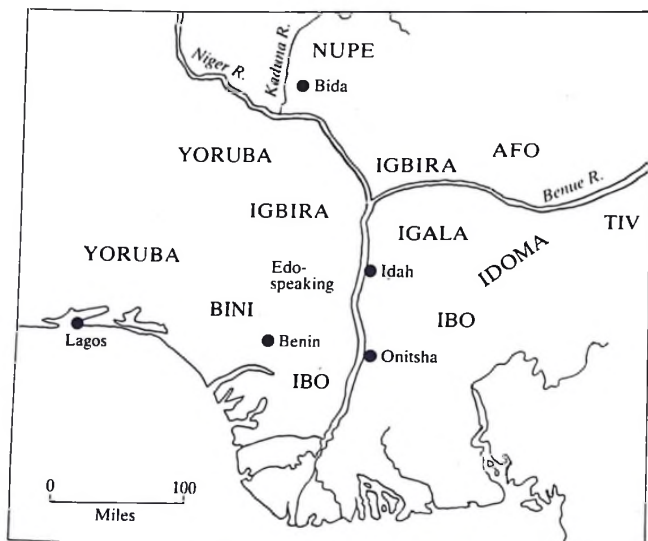 NUPE
Niger R.
Kaduna R.
Bida
YORUBA
IGBIRA
AFO
Benue R.
IGBIRA
TIV
IGALA
YORUBA
Edo-
speaking
Idah
IDOMA
BINI
IBO
Lagos
Benin
Onitsha
IBO
0 100
Miles